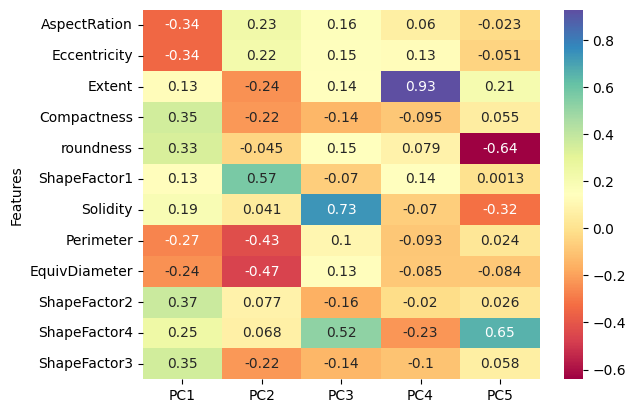 Features
AspectRation -0.34 0.23 0.16 0.06 -0.023
Eccentricity -0.34 0.22 0.15 0.13 -0.051
Extent 0.13 -0.24 0.14 0.93 0.21
Compactness 0.35 -0.22 -0.14 -0.095 0.055
roundness 0.33 -0.045 0.15 0.079 -0.64
ShapeFactor1 0.13 0.57 -0.07 0.14 0.0013
Solidity 0.19 0.041 0.73 -0.07 -0.32
Perimeter -0.27 -0.43 0.1 -0.093 0.024
EquivDiameter -0.24 -0.47 0.13 -0.085 -0.084
ShapeFactor2 0.37 0.077 -0.16 -0.02 0.026
ShapeFactor4 0.25 0.068 0.52 -0.23 0.65
ShapeFactor3 0.35 -0.22 -0.14 -0.1 0.058
PC1 PC2 PC3 PC4 PC5
0.8
0.6
0.4
0.2
0.0
−0.2
−0.4
−0.6